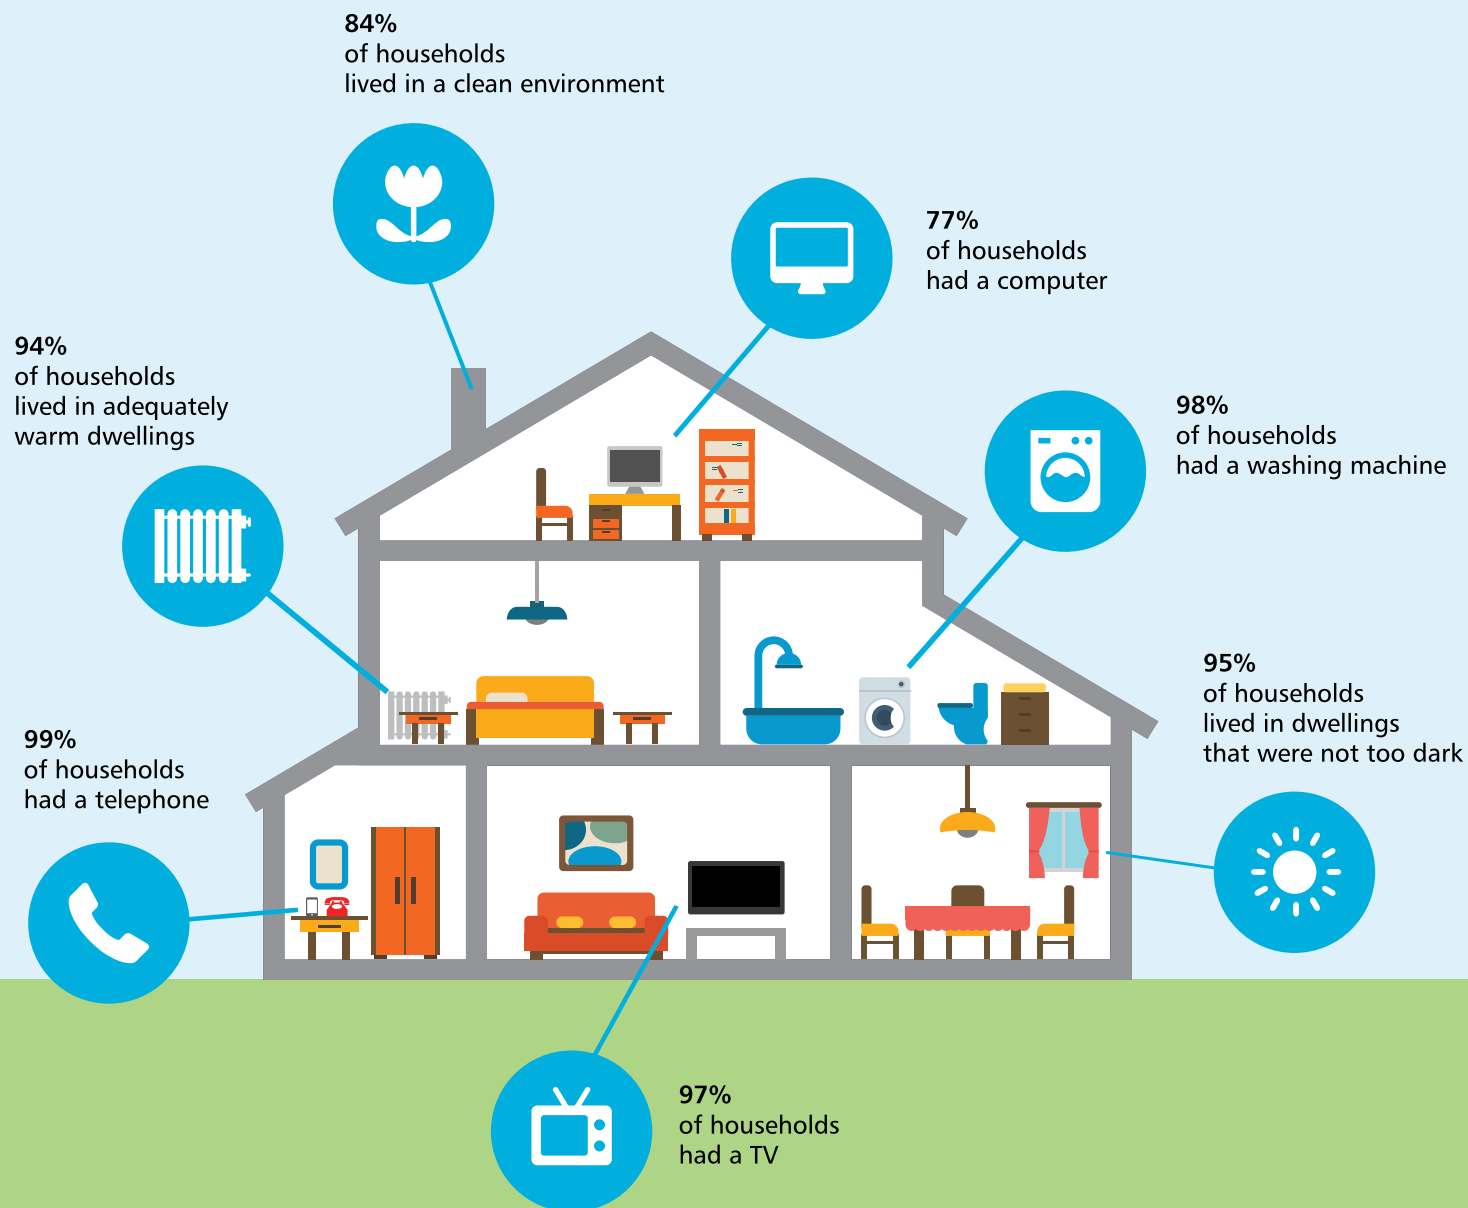 84%
of households
lived in a clean environment
77%
of households
had a computer
94%
of households
lived in adequately
warm dwellings
98%
of households
had a washing machine
95%
of households
lived in dwellings
that were not too dark
99%
of households
had a telephone
97%
of households
had a TV